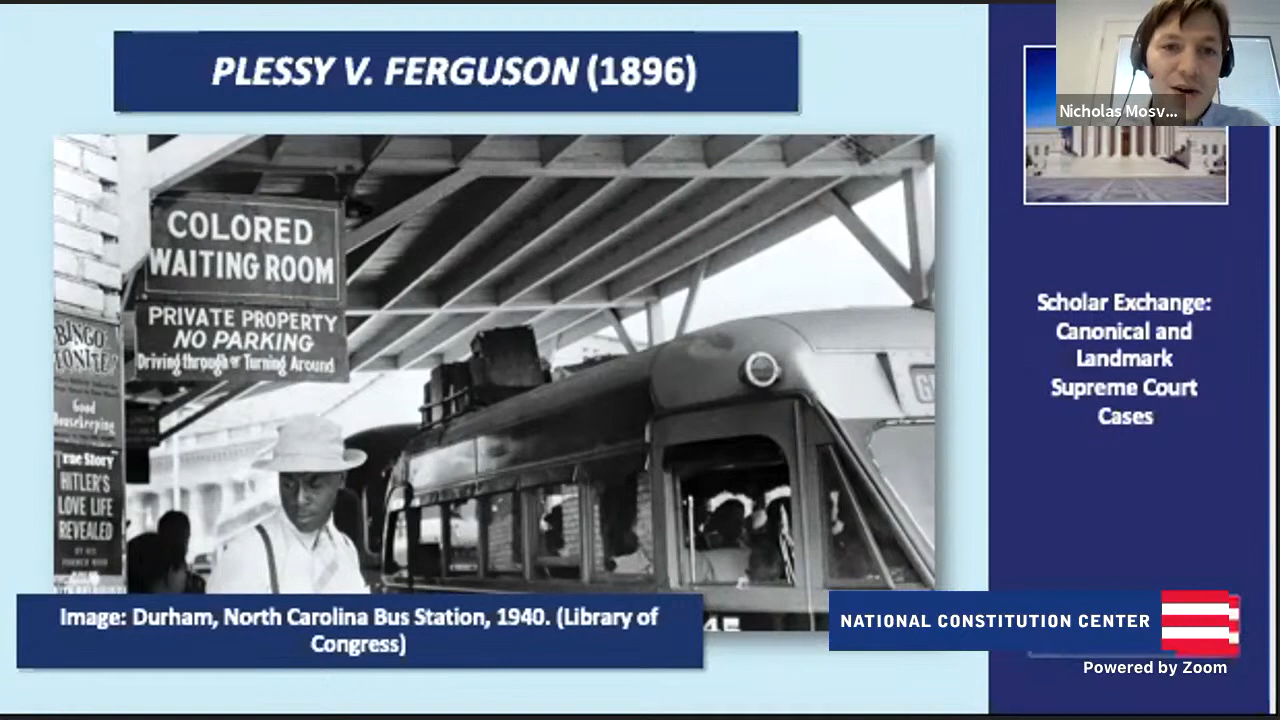 PLESSY V. FERGUSON (1896)
Nicholas Mosv...
COLORED
WAITING ROOM
PRIVATE PROPERTY
NO PARKING
Driving through or Turning Around
BINGO
TONITE!
Good
Housekeeping
True Story
HITLER'S
LOVE LIFE
REVEALED
Scholar Exchange:
Canonical and
Landmark
Supreme Court
Cases
Image: Durham, North Carolina Bus Station, 1940. (Library of
Congress)
NATIONAL CONSTITUTION CENTER
Powered by Zoom